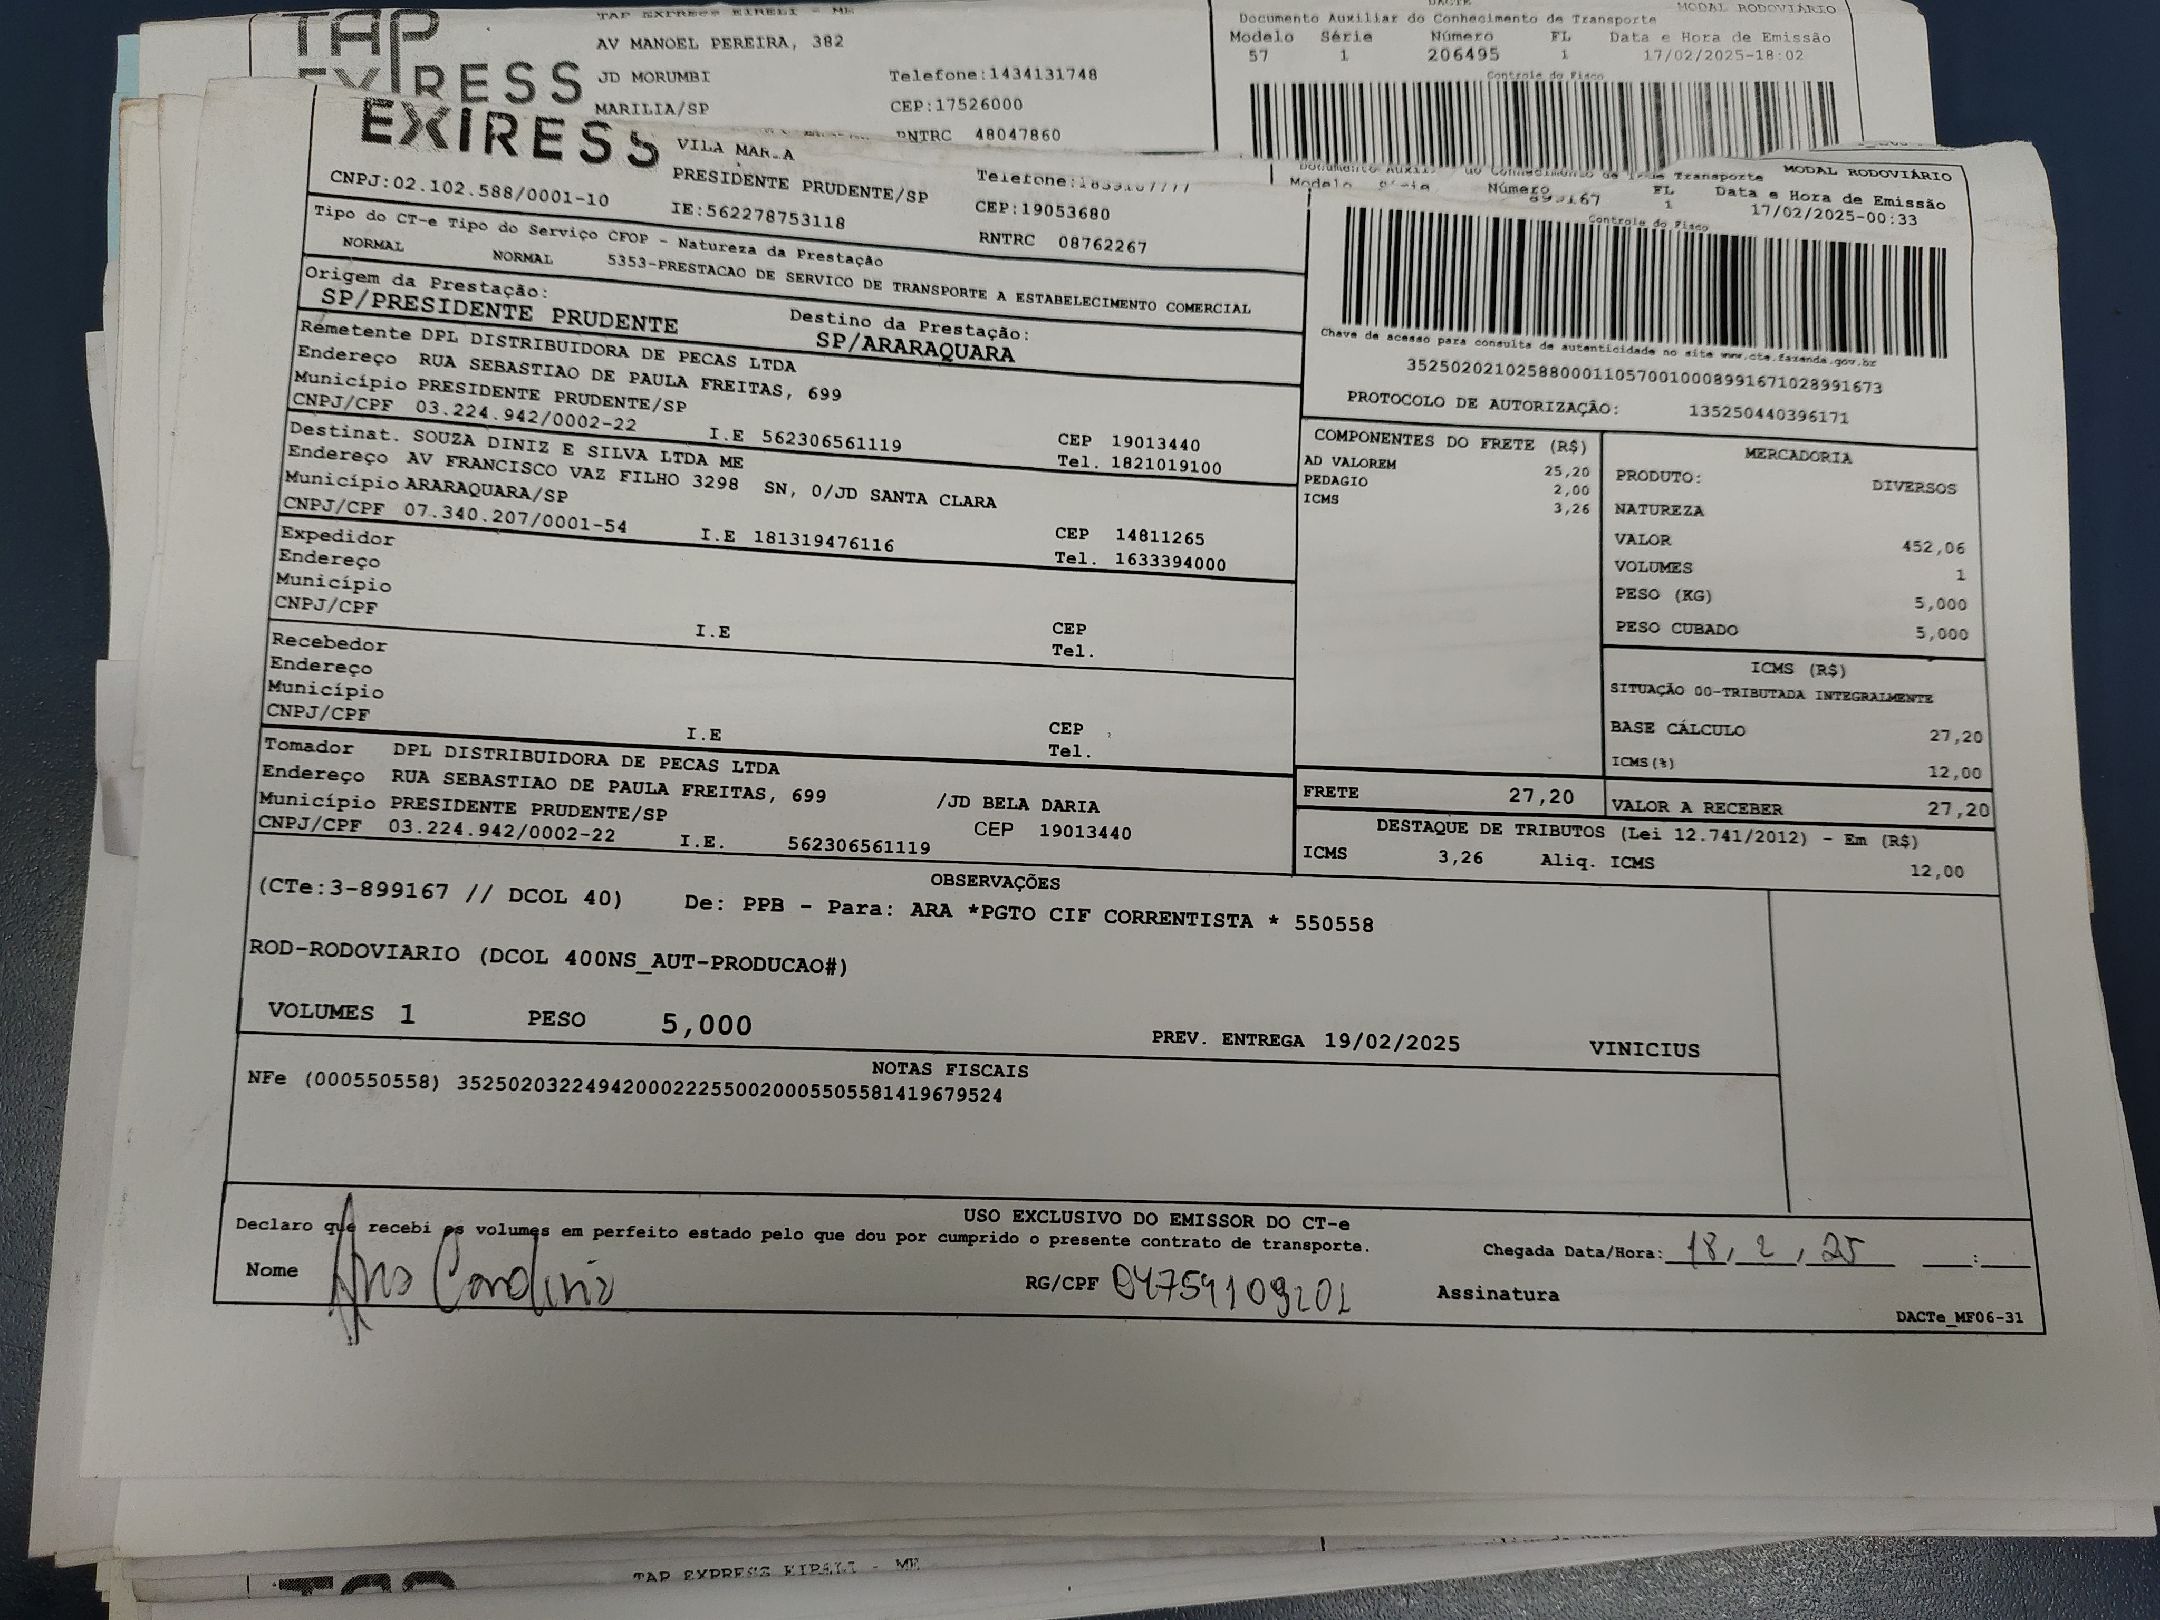 TAP EXPRESS EIRELI - ME
AV MANOEL PEREIRA, 382
JD MORUMBI
MARILIA/SP
Telefone:1434131748
CEP:17526000
RNTRC 48047860
TAP
EXPRESS
DACTE
MODAL RODOVIÁRIO
Documento Auxiliar do Conhecimento de Transporte
Modelo Série Número FL Data e Hora de Emissão
57 1 206495 1 17/02/2025-18:02
Controle do Fisco
EXPRESS
VILA MARIA
PRESIDENTE PRUDENTE/SP
CNPJ:02.102.588/0001-10
IE:562278753118
Telefone:
CEP:19053680
RNTRC 08762267
MODAL RODOVIÁRIO
Documento Auxiliar do Conhecimento de Transporte
Modelo Série Número FL Data e Hora de Emissão
899167 1 17/02/2025-00:33
Controle do Fisco
Tipo do CT-e Tipo do Serviço CFOP - Natureza da Prestação
NORMAL NORMAL 5353-PRESTACAO DE SERVICO DE TRANSPORTE A ESTABELECIMENTO COMERCIAL
Origem da Prestação: Destino da Prestação:
SP/PRESIDENTE PRUDENTE SP/ARARAQUARA
Chave de acesso para consulta de autenticidade no site www.cte.fazenda.gov.br
35250202102588000110570010008991671028991673
PROTOCOLO DE AUTORIZAÇÃO: 135250440396171
Remetente DPL DISTRIBUIDORA DE PECAS LTDA
Endereço RUA SEBASTIAO DE PAULA FREITAS, 699
Município PRESIDENTE PRUDENTE/SP CEP 19013440
CNPJ/CPF 03.224.942/0002-22 I.E 562306561119 Tel. 1821019100
Destinat. SOUZA DINIZ E SILVA LTDA ME
Endereço AV FRANCISCO VAZ FILHO 3298 SN, 0/JD SANTA CLARA
Município ARARAQUARA/SP CEP 14811265
CNPJ/CPF 07.340.207/0001-54 I.E 181319476116 Tel. 1633394000
Expedidor
Endereço
Município CEP
CNPJ/CPF I.E Tel.
Recebedor
Endereço
Município CEP
CNPJ/CPF I.E Tel.
Tomador DPL DISTRIBUIDORA DE PECAS LTDA
Endereço RUA SEBASTIAO DE PAULA FREITAS, 699 /JD BELA DARIA
Município PRESIDENTE PRUDENTE/SP CEP 19013440
CNPJ/CPF 03.224.942/0002-22 I.E. 562306561119
COMPONENTES DO FRETE (R$)
AD VALOREM 25,20
PEDAGIO 2,00
ICMS 3,26
MERCADORIA
PRODUTO: DIVERSOS
NATUREZA
VALOR 452,06
VOLUMES 1
PESO (KG) 5,000
PESO CUBADO 5,000
ICMS (R$)
SITUAÇÃO 00-TRIBUTADA INTEGRALMENTE
BASE CÁLCULO 27,20
ICMS(%) 12,00
FRETE 27,20 VALOR A RECEBER 27,20
DESTAQUE DE TRIBUTOS (Lei 12.741/2012) - Em (R$)
ICMS 3,26 Aliq. ICMS 12,00
OBSERVAÇÕES
(CTe:3-899167 // DCOL 40) De: PPB - Para: ARA *PGTO CIF CORRENTISTA * 550558
ROD-RODOVIARIO (DCOL 400NS_AUT-PRODUCAO#)
VOLUMES 1 PESO 5,000 PREV. ENTREGA 19/02/2025 VINICIUS
NOTAS FISCAIS
NFe (000550558) 35250203224942000222550020005505581419679524
USO EXCLUSIVO DO EMISSOR DO CT-e
Declaro que recebi os volumes em perfeito estado pelo que dou por cumprido o presente contrato de transporte.
Chegada Data/Hora: 18, 2, 25 :
Nome Ana Carolina RG/CPF Assinatura
DACTe_MF06-31
TAP EXPRESS EIRELI - ME